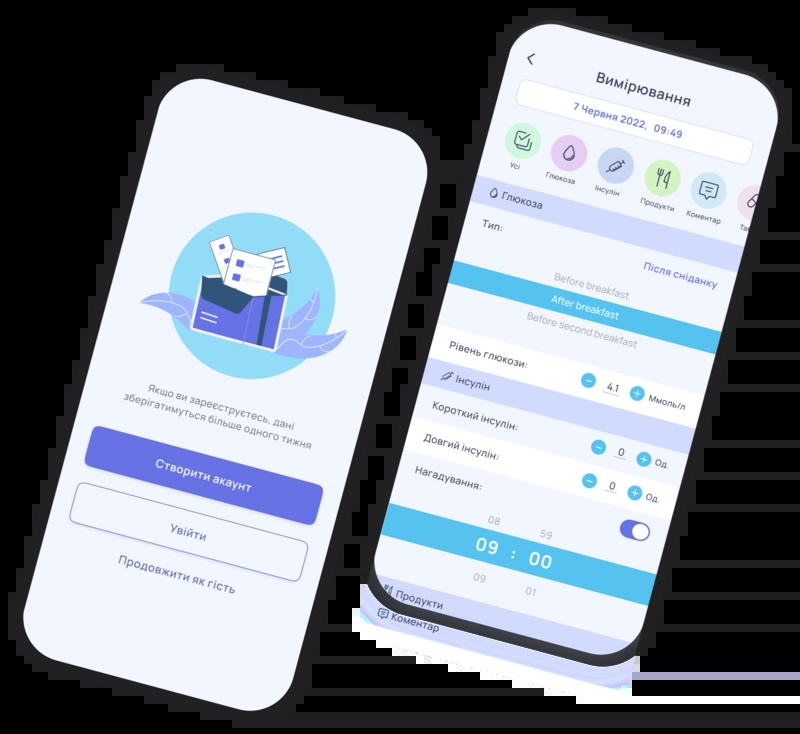 Якщо ви зареєструєтесь, дані
зберігатимуться більше одного тижня
Створити акаунт
Увійти
Продовжити як гість
Вимірювання
7 Червня 2022, 09:49
Усі
Глюкоза
Інсулін
Продукти
Коментар
Глюкоза
Тип:
Після сніданку
Before breakfast
After breakfast
Before second breakfast
Рівень глюкози: − 4.1 + Ммоль/л
Інсулін
Короткий інсулін: − 0 + Од.
Довгий інсулін: − 0 + Од.
Нагадування:
08 59
09 : 00
09 01
Продукти
Коментар